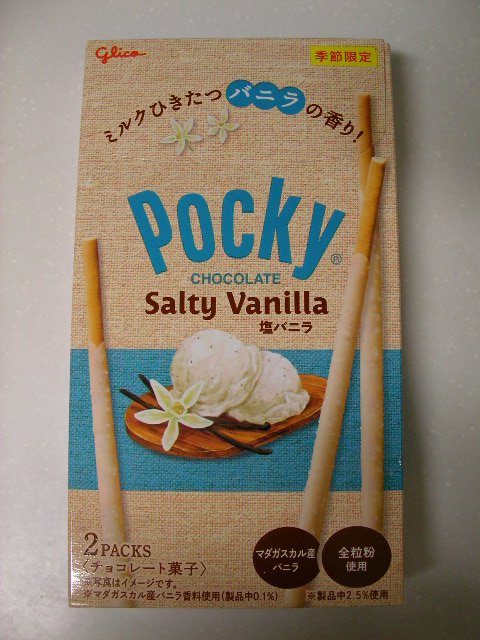 glico
季節限定
ミルクひきたつバニラの香り!
Pocky®
CHOCOLATE
Salty Vanilla
塩バニラ
2PACKS
〈チョコレート菓子〉
※写真はイメージです。
※マダガスカル産バニラ香料使用(製品中0.1%)
マダガスカル産
バニラ
全粒粉
使用
※製品中2.5%使用